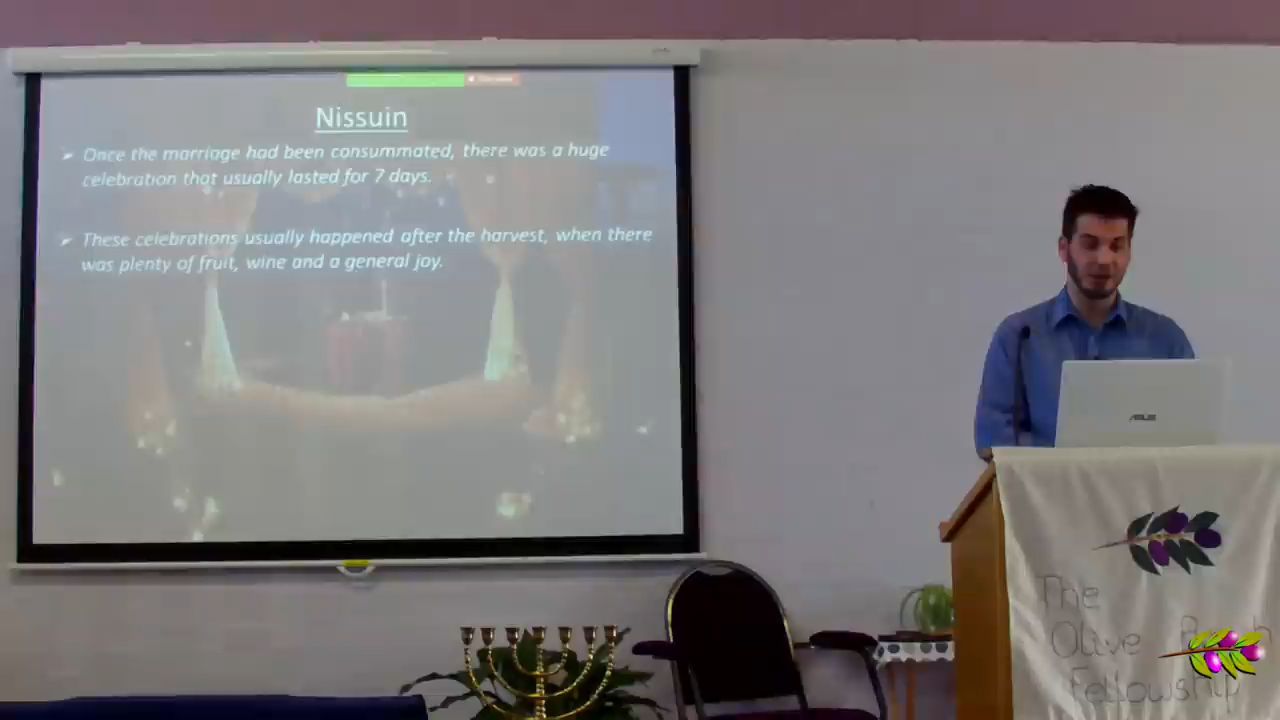 Nissuin
➢ Once the marriage had been consummated, there was a huge
celebration that usually lasted for 7 days.
➢ These celebrations usually happened after the harvest, when there
was plenty of fruit, wine and a general joy.
ASUS
The
Olive
Fellowship